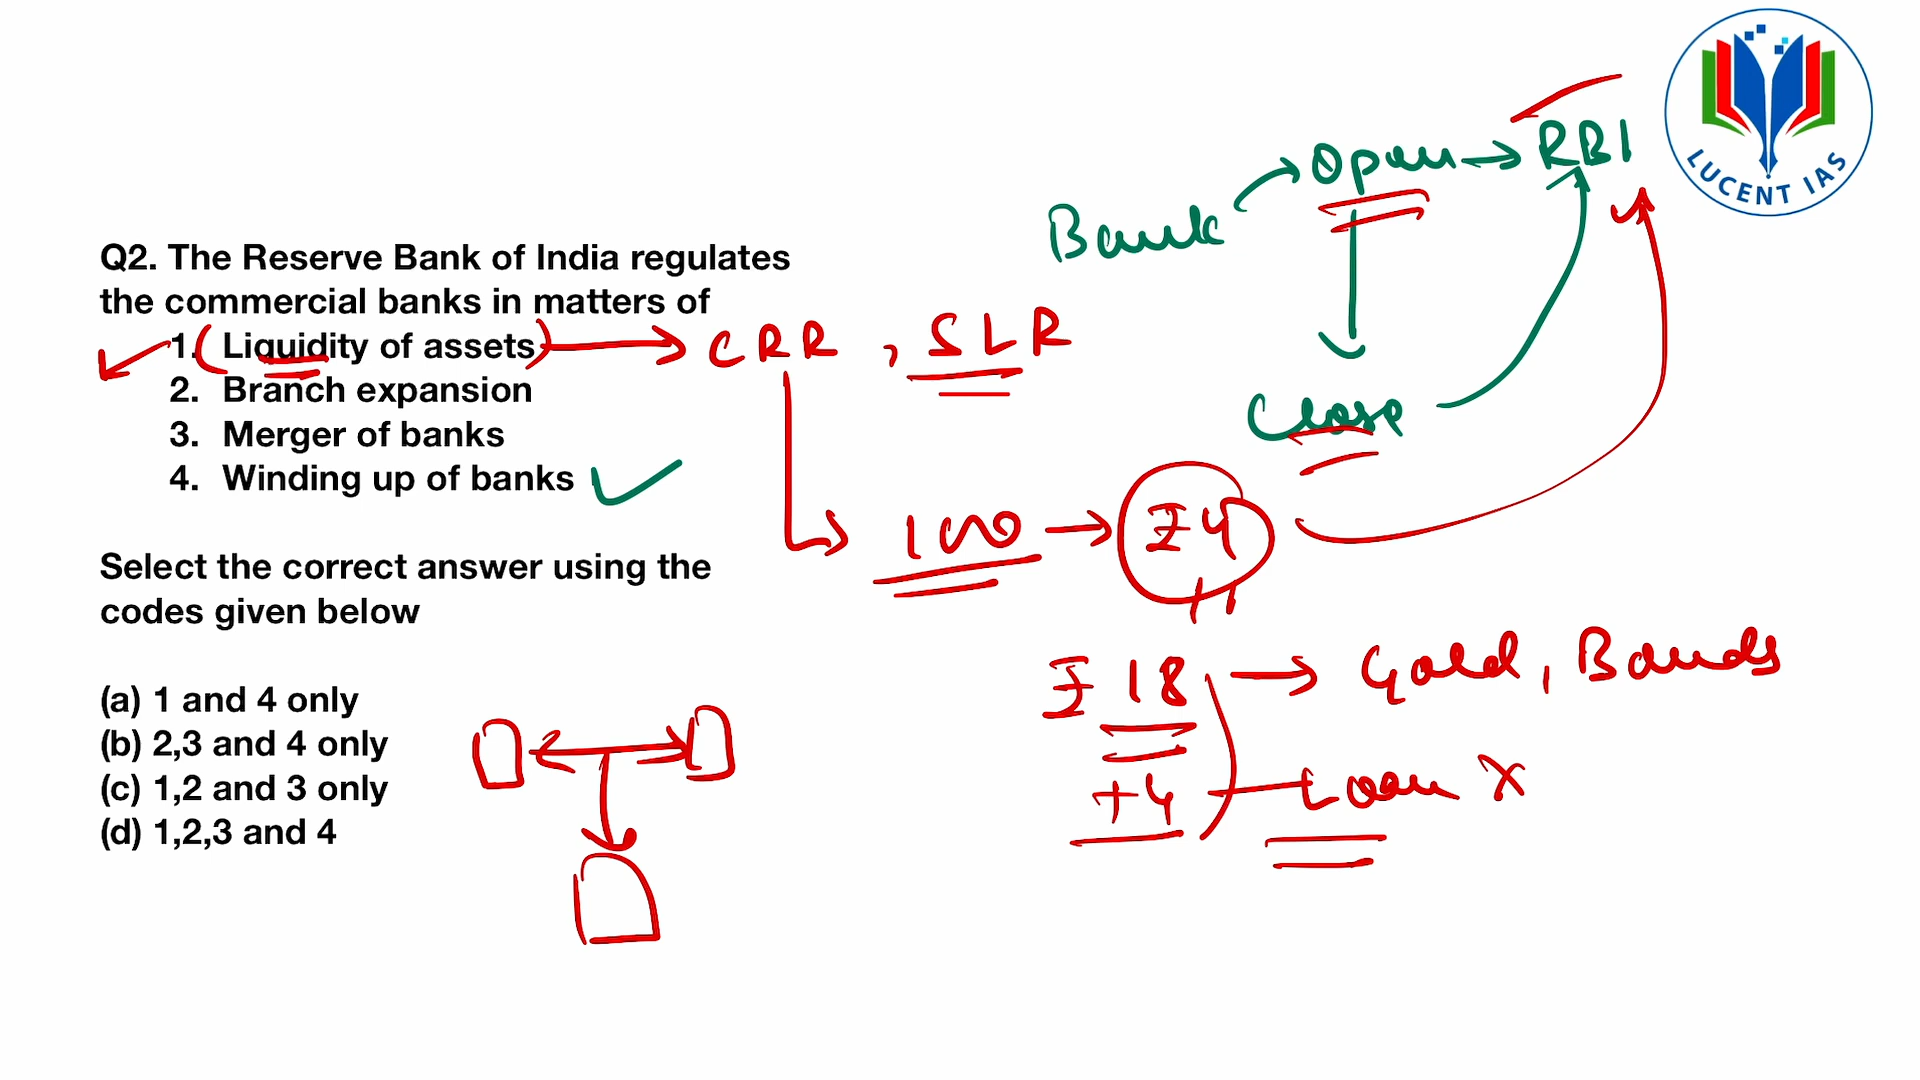 LUCENT IAS
Bank → Open → RBI
Close
Q2. The Reserve Bank of India regulates
the commercial banks in matters of
1. (Liquidity of assets) → CRR, SLR
2. Branch expansion
3. Merger of banks
4. Winding up of banks
100 → ₹4
Select the correct answer using the
codes given below
₹ 18 → Gold, Bonds
+4 Loan X
(a) 1 and 4 only
(b) 2,3 and 4 only
(c) 1,2 and 3 only
(d) 1,2,3 and 4